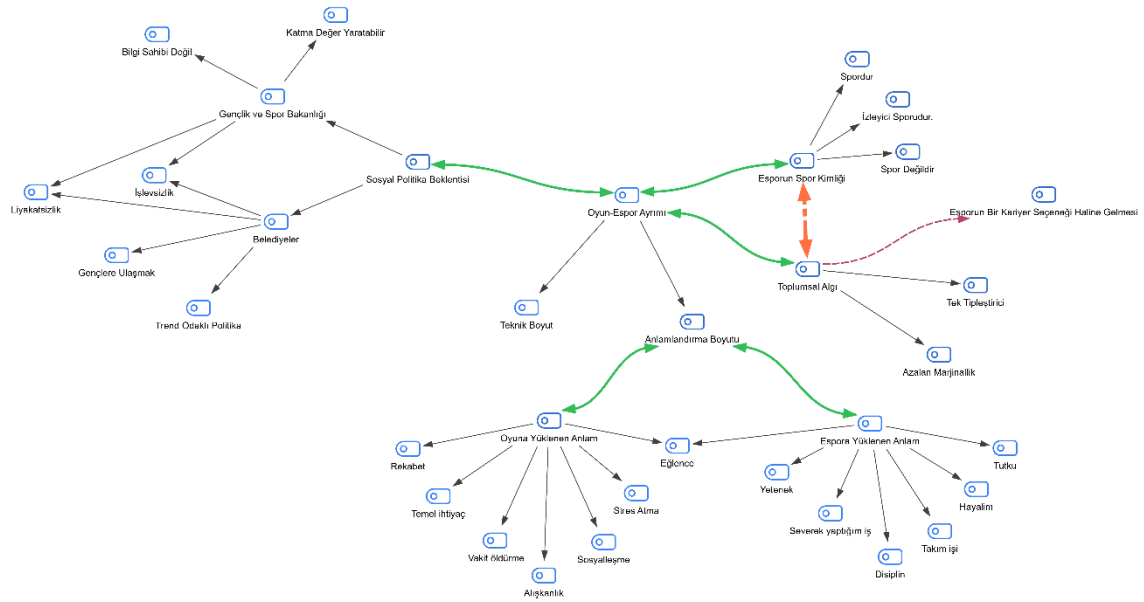 Katma Değer Yaratabilir
Bilgi Sahibi Değil
Spordur
Gençlik ve Spor Bakanlığı
İzleyici Sporudur.
Sosyal Politika Beklentisi
Esporun Spor Kimliği
Spor Değildir
İşlevsizlik
Liyakatsizlik
Oyun-Espor Ayrımı
Esporun Bir Kariyer Seçeneği Haline Gelmesi
Belediyeler
Gençlere Ulaşmak
Toplumsal Algı
Tek Tipleştirici
Trend Odaklı Politika
Teknik Boyut
Anlamlandırma Boyutu
Azalan Marjinallik
Oyuna Yüklenen Anlam
Espora Yüklenen Anlam
Rekabet
Eğlence
Tutku
Yetenek
Temel ihtiyaç
Stres Atma
Hayalim
Severek yaptığım iş
Vakit öldürme
Sosyalleşme
Takım işi
Disiplin
Alışkanlık